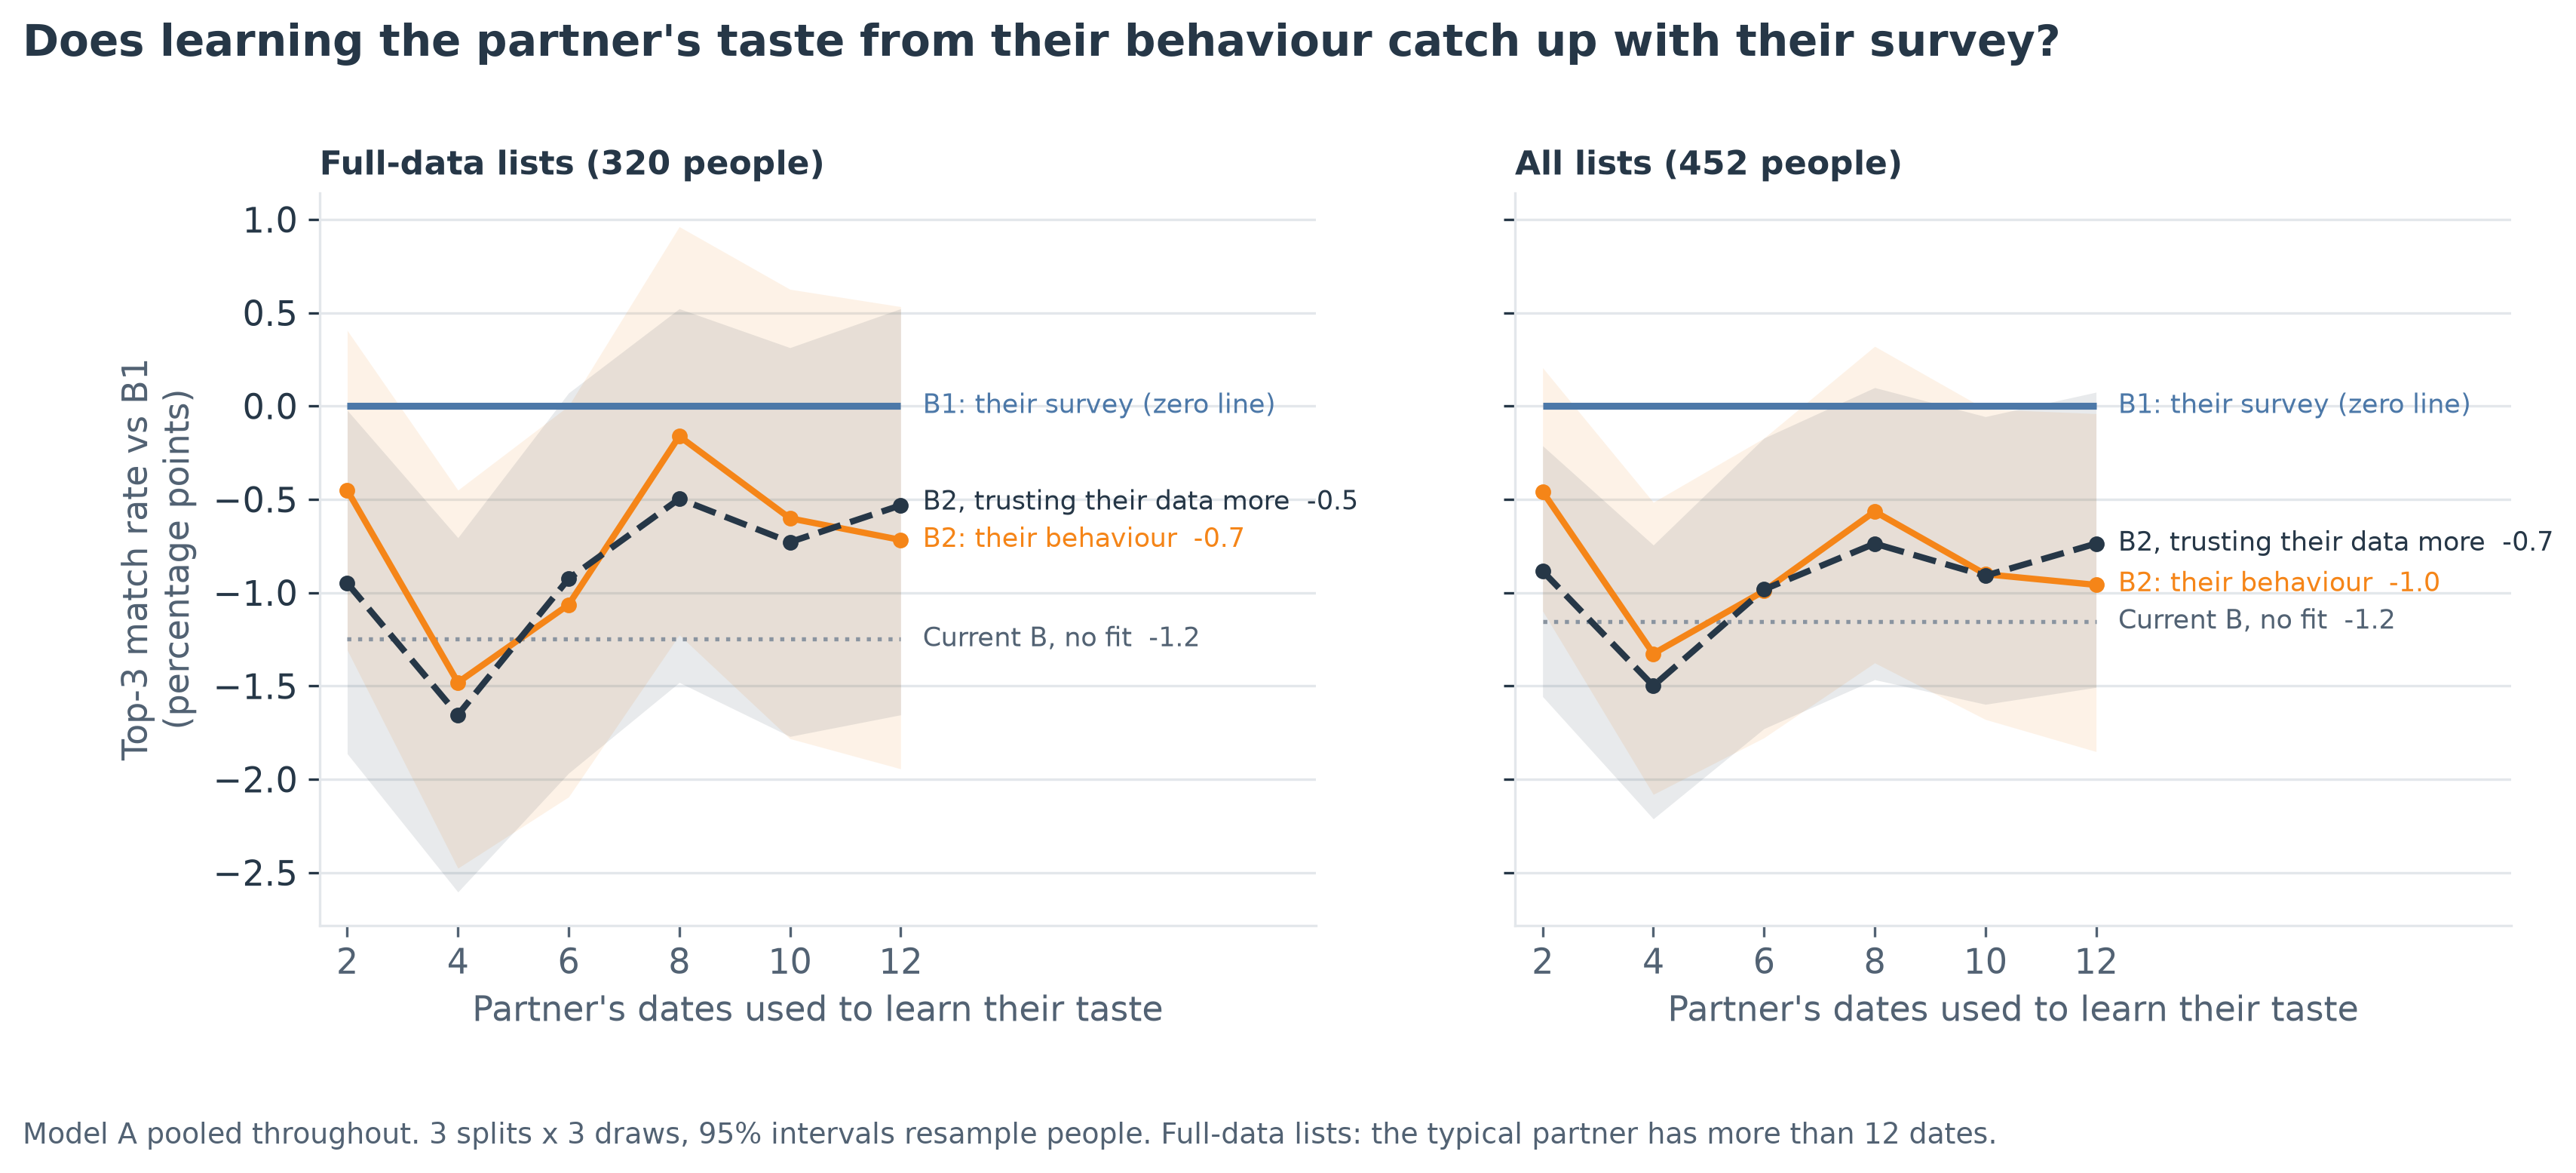 Does learning the partner's taste from their behaviour catch up with their survey?
Full-data lists (320 people)
1.0
0.5
0.0
−0.5
−1.0
−1.5
−2.0
−2.5
Top-3 match rate vs B1
(percentage points)
B1: their survey (zero line)
B2, trusting their data more -0.5
B2: their behaviour -0.7
Current B, no fit -1.2
2 4 6 8 10 12
Partner's dates used to learn their taste
All lists (452 people)
B1: their survey (zero line)
B2, trusting their data more -0.7
B2: their behaviour -1.0
Current B, no fit -1.2
2 4 6 8 10 12
Partner's dates used to learn their taste
Model A pooled throughout. 3 splits x 3 draws, 95% intervals resample people. Full-data lists: the typical partner has more than 12 dates.